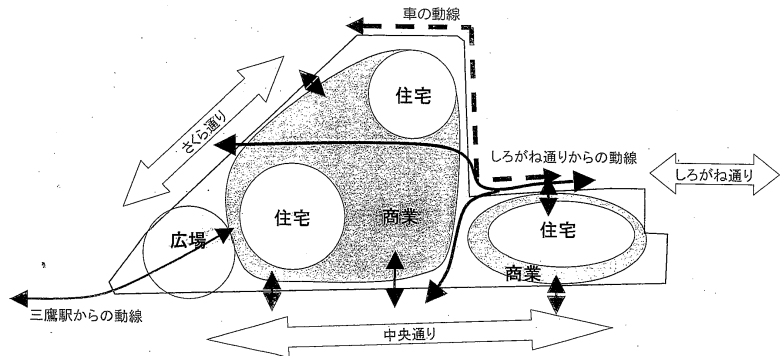 車の動線
さくら通り
住宅
しろがね通りからの動線
しろがね通り
住宅
商業
住宅
広場
商業
三鷹駅からの動線
中央通り